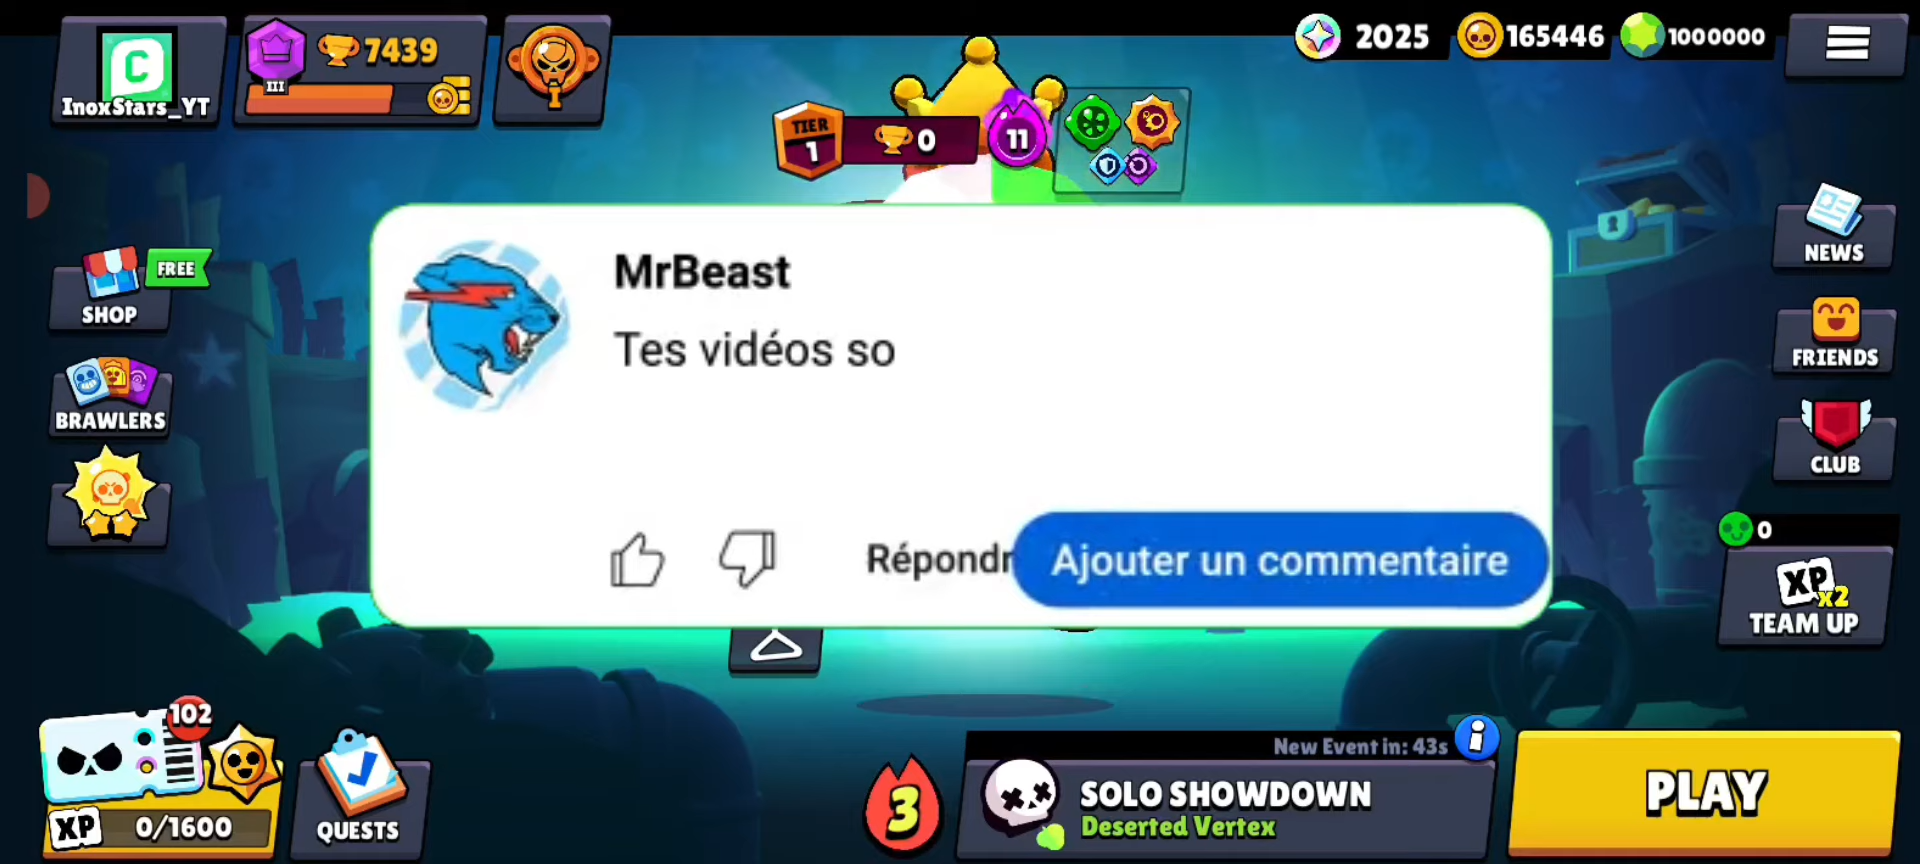 C
InoxStars_YT
III
7439
I
2025
165446
1000000
TIER
1
0
11
FREE
SHOP
BRAWLERS
MrBeast
Tes vidéos so
Répondr
Ajouter un commentaire
NEWS
FRIENDS
CLUB
0
XP
x2
TEAM UP
102
XP
0/1600
QUESTS
3
New Event in: 43s
i
SOLO SHOWDOWN
Deserted Vertex
PLAY